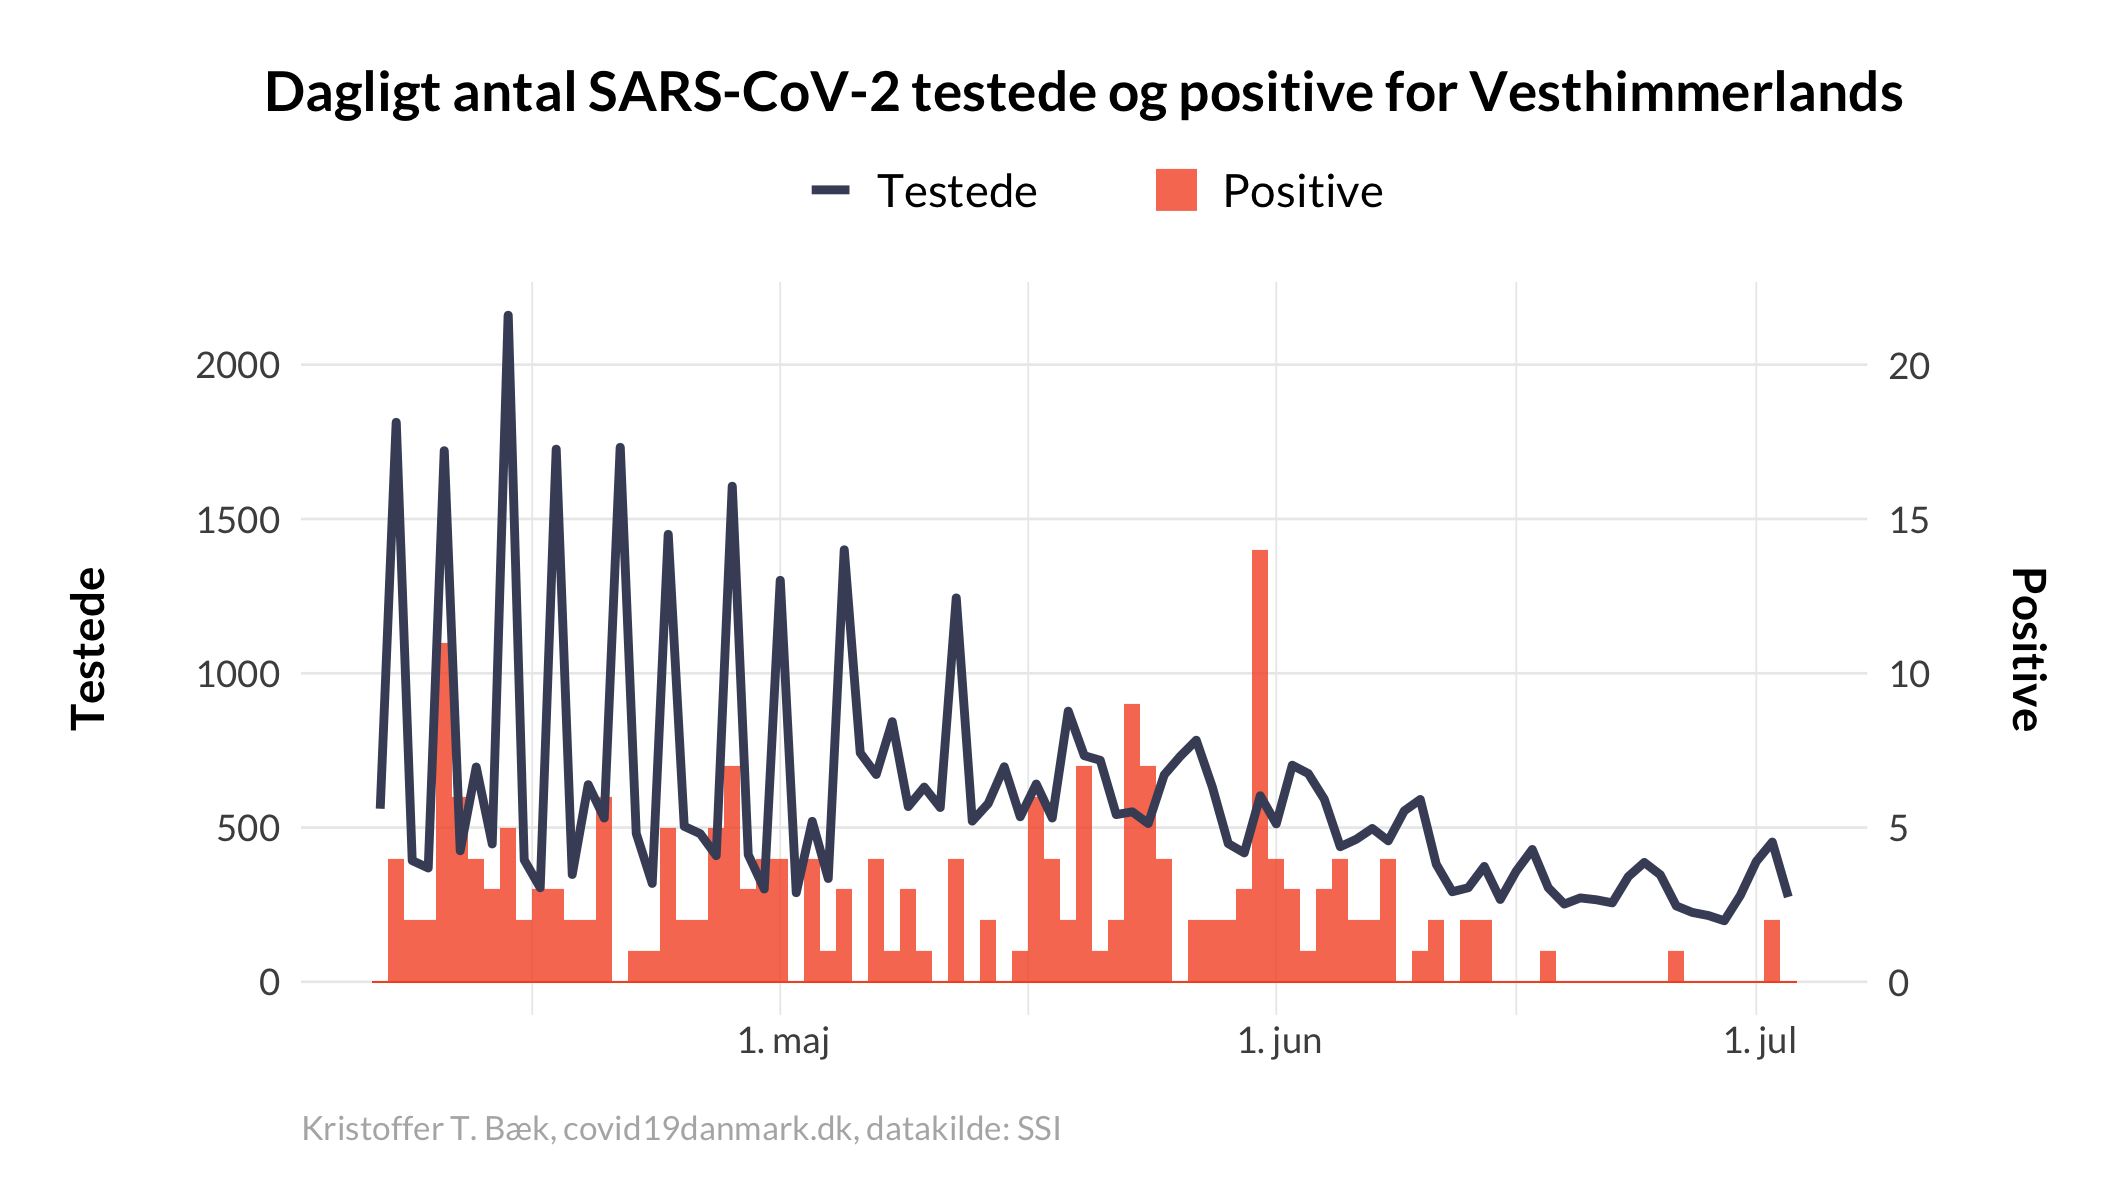 Dagligt antal SARS-CoV-2 testede og positive for Vesthimmerlands
Testede
Positive
2000
1500
1000
500
0
20
15
10
5
0
Testede
Positive
1. maj
1. jun
1. jul
Kristoffer T. Bæk, covid19danmark.dk, datakilde: SSI